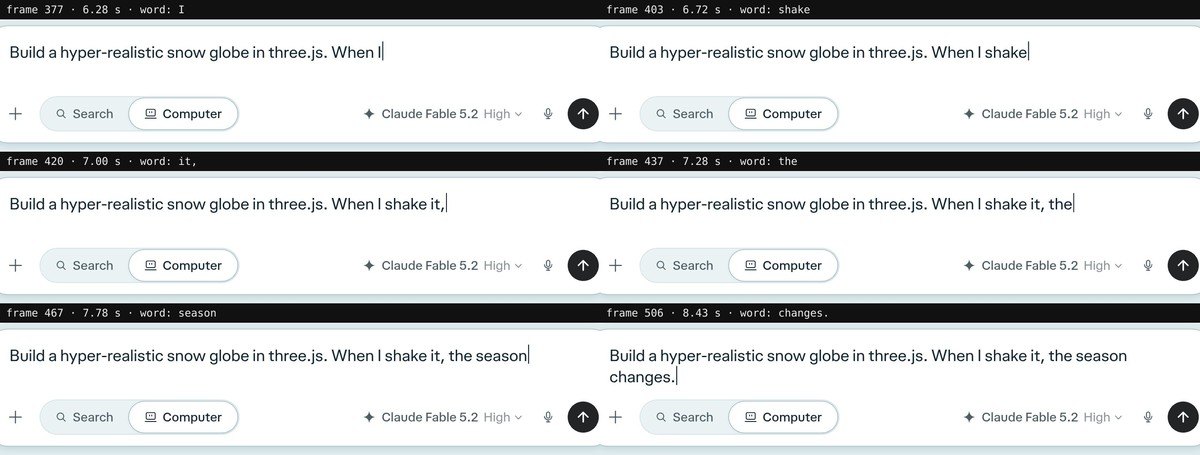 frame 377 · 6.28 s · word: I
Build a hyper-realistic snow globe in three.js. When I
Search Computer Claude Fable 5.2 High
frame 403 · 6.72 s · word: shake
Build a hyper-realistic snow globe in three.js. When I shake
Search Computer Claude Fable 5.2 High
frame 420 · 7.00 s · word: it,
Build a hyper-realistic snow globe in three.js. When I shake it,
Search Computer Claude Fable 5.2 High
frame 437 · 7.28 s · word: the
Build a hyper-realistic snow globe in three.js. When I shake it, the
Search Computer Claude Fable 5.2 High
frame 467 · 7.78 s · word: season
Build a hyper-realistic snow globe in three.js. When I shake it, the season
Search Computer Claude Fable 5.2 High
frame 506 · 8.43 s · word: changes.
Build a hyper-realistic snow globe in three.js. When I shake it, the season
changes.
Search Computer Claude Fable 5.2 High